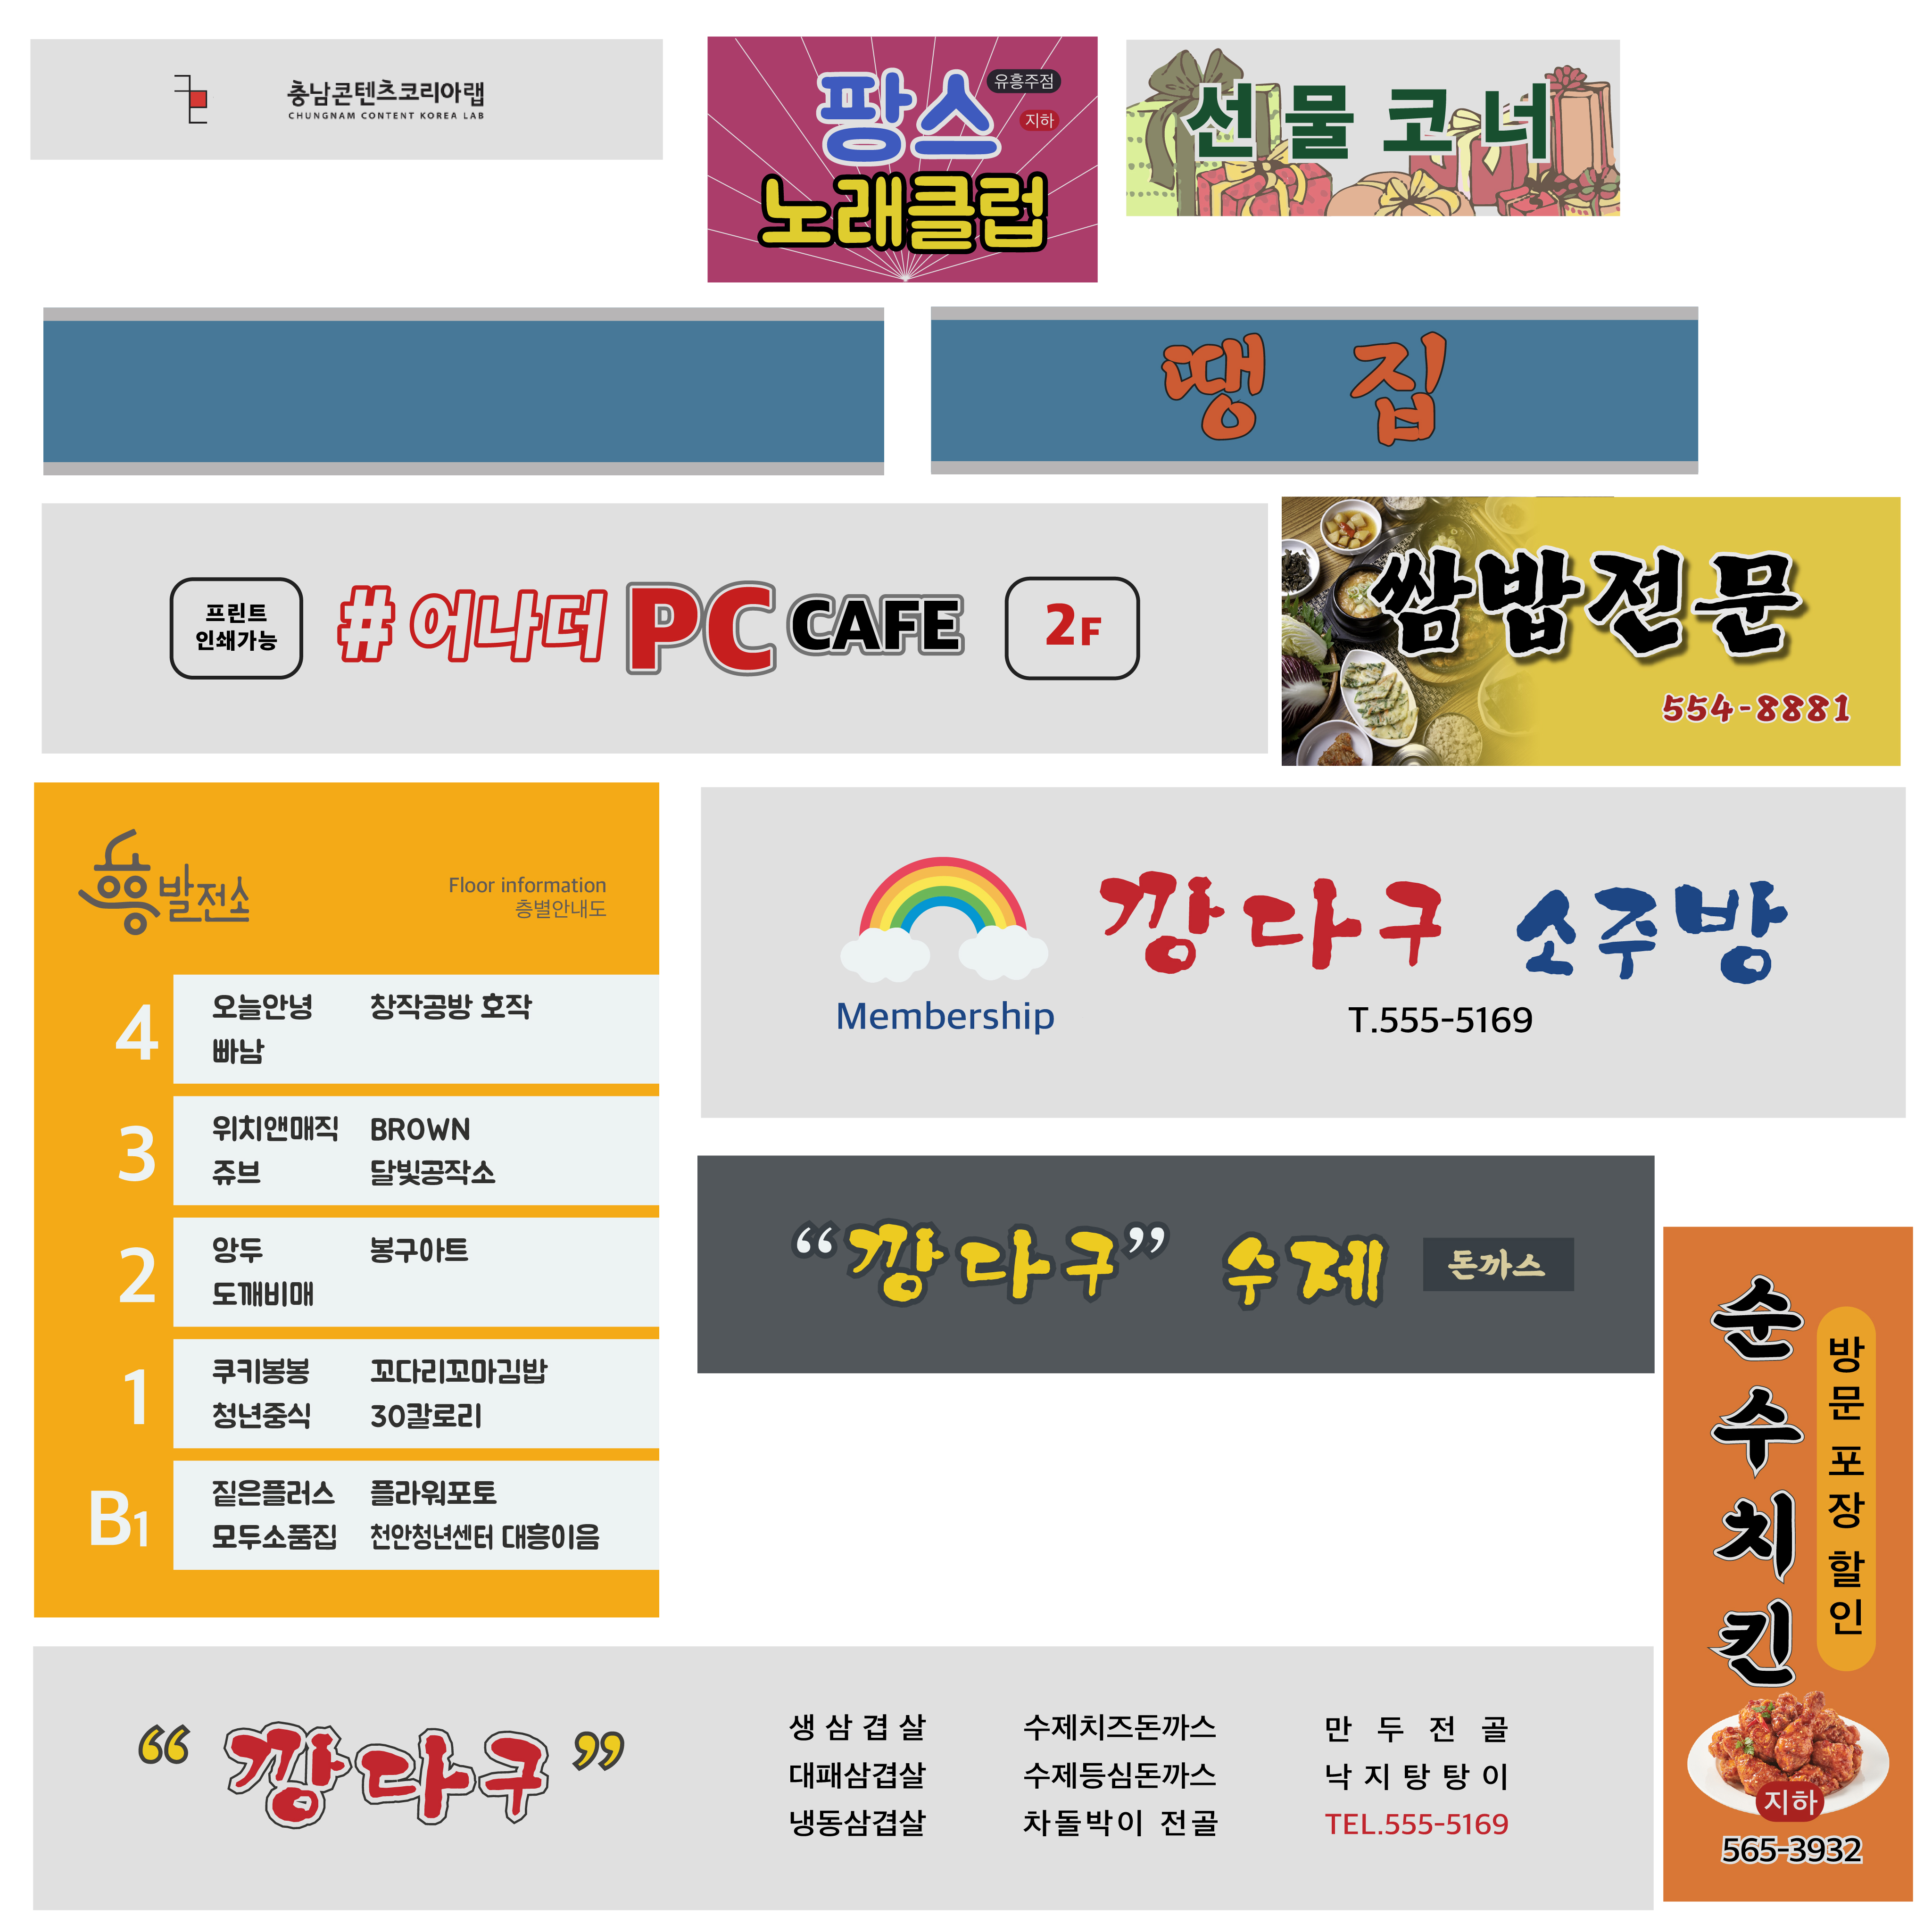 충남콘텐츠코리아랩
CHUNGNAM CONTENT KOREA LAB
팡스
유흥주점
지하
노래클럽
선물코너
땡 집
프린트
인쇄가능
#어나더 PC CAFE
2F
쌈밥전문
554-8881
흥흥발전소
Floor information
층별안내도
4
오늘안녕 창작공방 호작
빠남
3
위치앤매직 BROWN
쥬브 달빛공작소
2
앙두 봉구아트
도깨비매
1
쿠키봉봉 꼬다리꼬마김밥
청년중식 30칼로리
B1
짙은플러스 플라워포토
모두소품집 천안청년센터 대흥이음
깡다구 소주방
Membership
T.555-5169
“깡다구” 수제 돈까스
순수치킨
방문 포장 할인
지하
565-3932
“깡다구”
생삼겹살 수제치즈돈까스 만두전골
대패삼겹살 수제등심돈까스 낙지탕탕이
냉동삼겹살 차돌박이 전골 TEL.555-5169